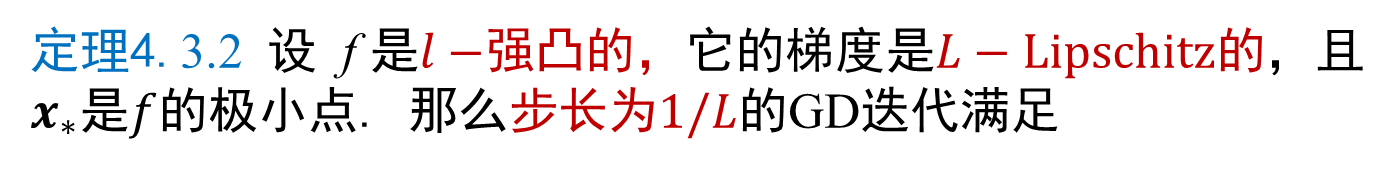 定理4.3.2 设 f 是l −强凸的，它的梯度是L − Lipschitz的，且
x∗是f的极小点. 那么步长为1/L的GD迭代满足